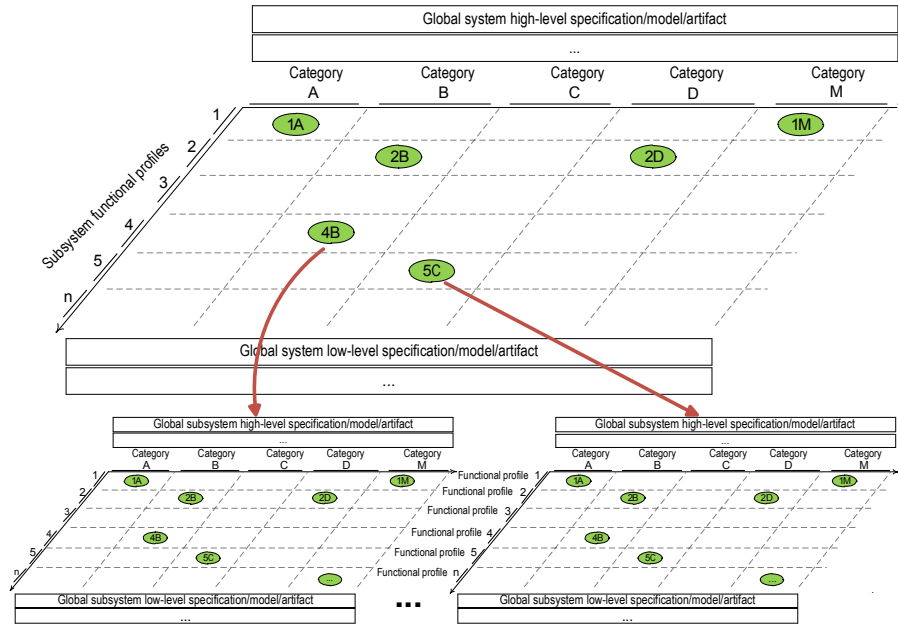 Global system high-level specification/model/artifact
...
Category Category Category Category Category
A B C D M
Subsystem functional profiles
1 1A 1M
2 2B 2D
3
4 4B
5 5C
n
Global system low-level specification/model/artifact
...
Global subsystem high-level specification/model/artifact
...
Category Category Category Category Category
A B C D M
1 1A 1M
2 2B 2D
3
4 4B
5 5C
n ...
Global subsystem low-level specification/model/artifact
...
Functional profile
Functional profile
Functional profile
Functional profile
Functional profile
Functional profile
...
Global subsystem high-level specification/model/artifact
...
Category Category Category Category Category
A B C D M
1 1A 1M
2 2B 2D
3
4 4B
5 5C
n ...
Global subsystem low-level specification/model/artifact
...